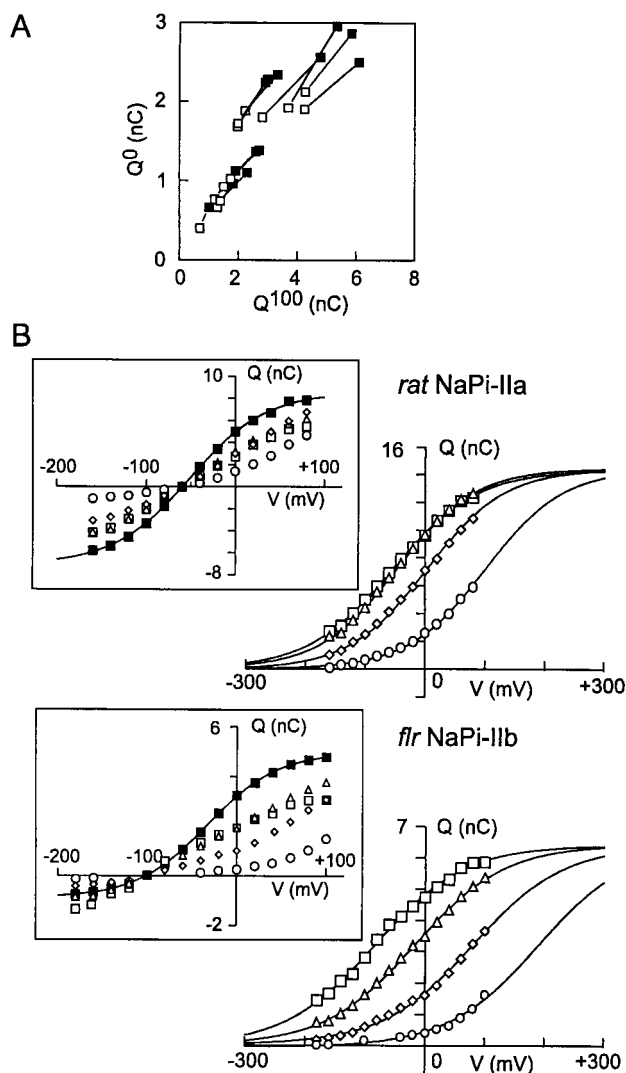 A
3
2
1
0
Q⁰ (nC)
0 2 4 6 8
Q¹⁰⁰ (nC)
B
Q (nC)
10
-200 -100 +100
V (mV)
-8
rat NaPi-IIa
16
Q (nC)
-300 0 V (mV) +300
Q (nC)
6
-200 -100 +100
V (mV)
-2
flr NaPi-IIb
7
Q (nC)
-300 0 V (mV) +300